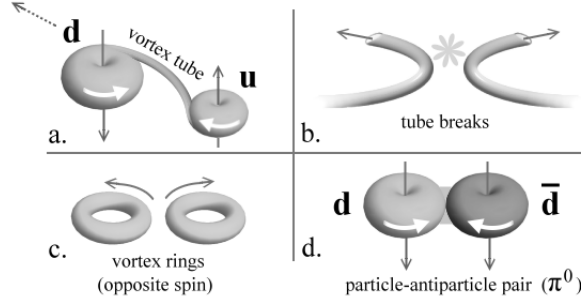 d
vortex tube
u
a.
b.
tube breaks
c.
vortex rings
(opposite spin)
d
d̅
d.
particle-antiparticle pair (π⁰)